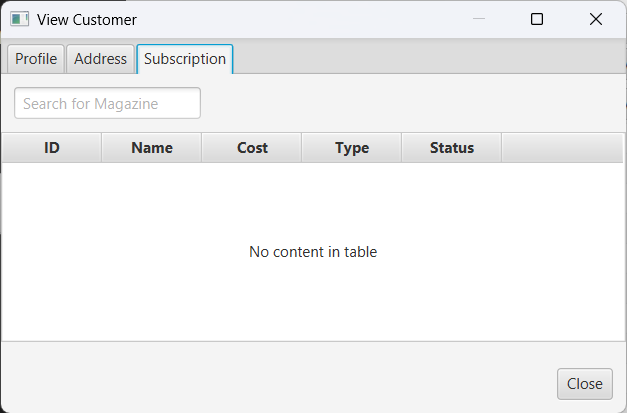 View Customer
Profile Address Subscription
Search for Magazine
ID Name Cost Type Status
No content in table
Close